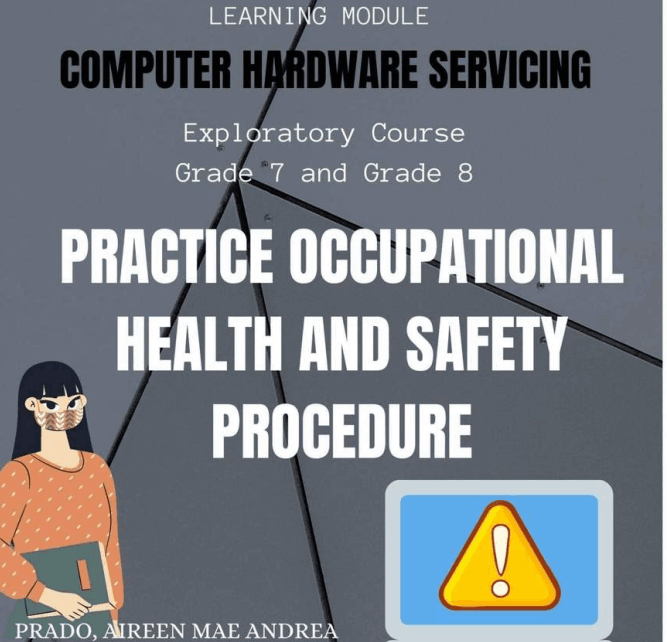 LEARNING MODULE
COMPUTER HARDWARE SERVICING
Exploratory Course
Grade 7 and Grade 8
PRACTICE OCCUPATIONAL
HEALTH AND SAFETY
PROCEDURE
PRADO, AIREEN MAE ANDREA